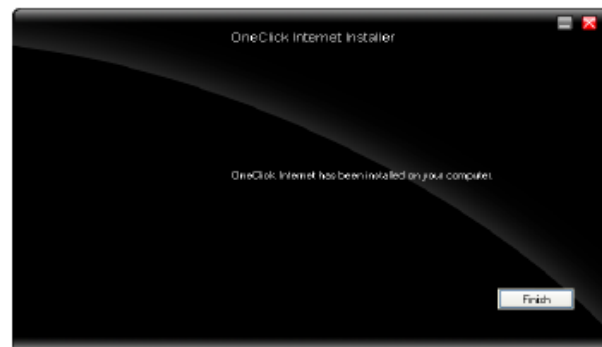 OneClick Internet Installer
OneClick Internet has been installed on your computer.
Finish